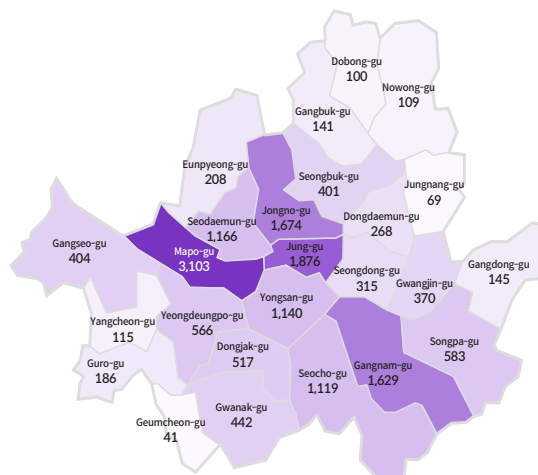 Dobong-gu
100
Nowong-gu
109
Gangbuk-gu
141
Eunpyeong-gu
208
Seongbuk-gu
401
Jungnang-gu
69
Jongno-gu
1,674
Dongdaemun-gu
268
Seodaemun-gu
1,166
Gangseo-gu
404
Mapo-gu
3,103
Jung-gu
1,876
Seongdong-gu
315
Gwangjin-gu
370
Gangdong-gu
145
Yongsan-gu
1,140
Yangcheon-gu
115
Yeongdeungpo-gu
566
Dongjak-gu
517
Songpa-gu
583
Guro-gu
186
Seocho-gu
1,119
Gangnam-gu
1,629
Gwanak-gu
442
Geumcheon-gu
41